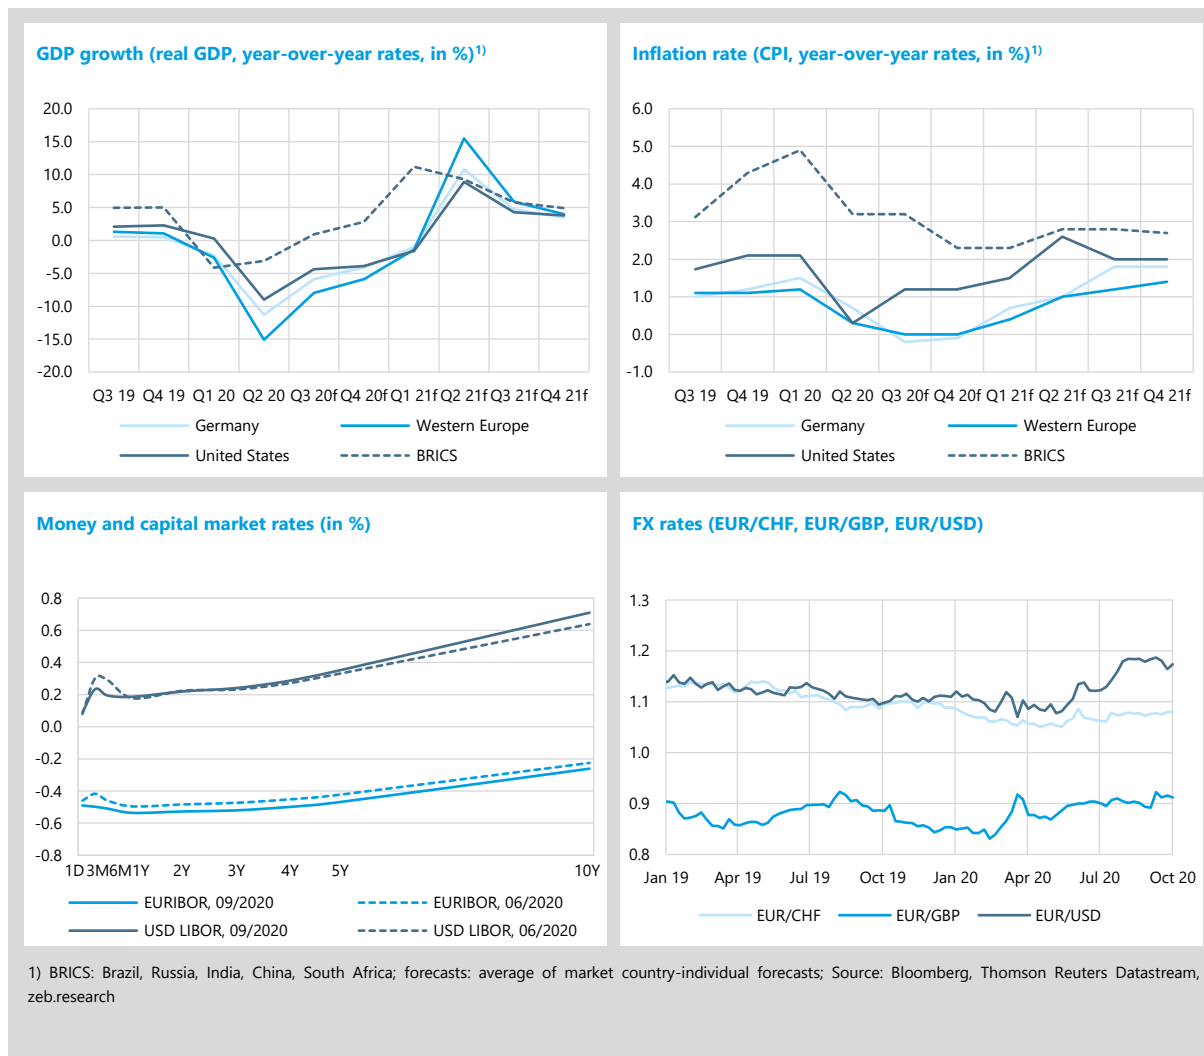 GDP growth (real GDP, year-over-year rates, in %)1)
20.0
15.0
10.0
5.0
0.0
-5.0
-10.0
-15.0
-20.0
Q3 19 Q4 19 Q1 20 Q2 20 Q3 20f Q4 20f Q1 21f Q2 21f Q3 21f Q4 21f
Germany Western Europe
United States BRICS
Inflation rate (CPI, year-over-year rates, in %)1)
6.0
5.0
4.0
3.0
2.0
1.0
0.0
-1.0
Q3 19 Q4 19 Q1 20 Q2 20 Q3 20f Q4 20f Q1 21f Q2 21f Q3 21f Q4 21f
Germany Western Europe
United States BRICS
Money and capital market rates (in %)
0.8
0.6
0.4
0.2
0.0
-0.2
-0.4
-0.6
-0.8
1D 3M6M1Y 2Y 3Y 4Y 5Y 10Y
EURIBOR, 09/2020 EURIBOR, 06/2020
USD LIBOR, 09/2020 USD LIBOR, 06/2020
FX rates (EUR/CHF, EUR/GBP, EUR/USD)
1.3
1.2
1.1
1.0
0.9
0.8
Jan 19 Apr 19 Jul 19 Oct 19 Jan 20 Apr 20 Jul 20 Oct 20
EUR/CHF EUR/GBP EUR/USD
1) BRICS: Brazil, Russia, India, China, South Africa; forecasts: average of market country-individual forecasts; Source: Bloomberg, Thomson Reuters Datastream,
zeb.research